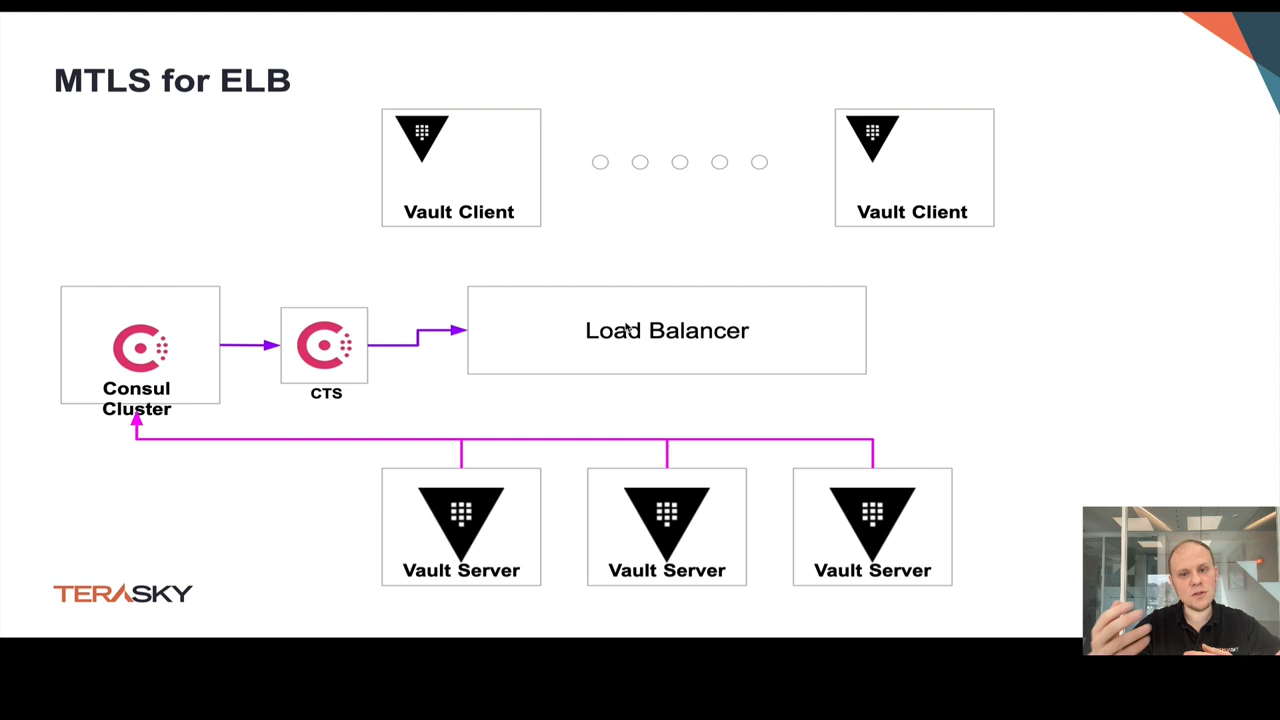 MTLS for ELB
Vault Client
Vault Client
Consul
Cluster
CTS
Load Balancer
Vault Server
Vault Server
Vault Server
TERASKY